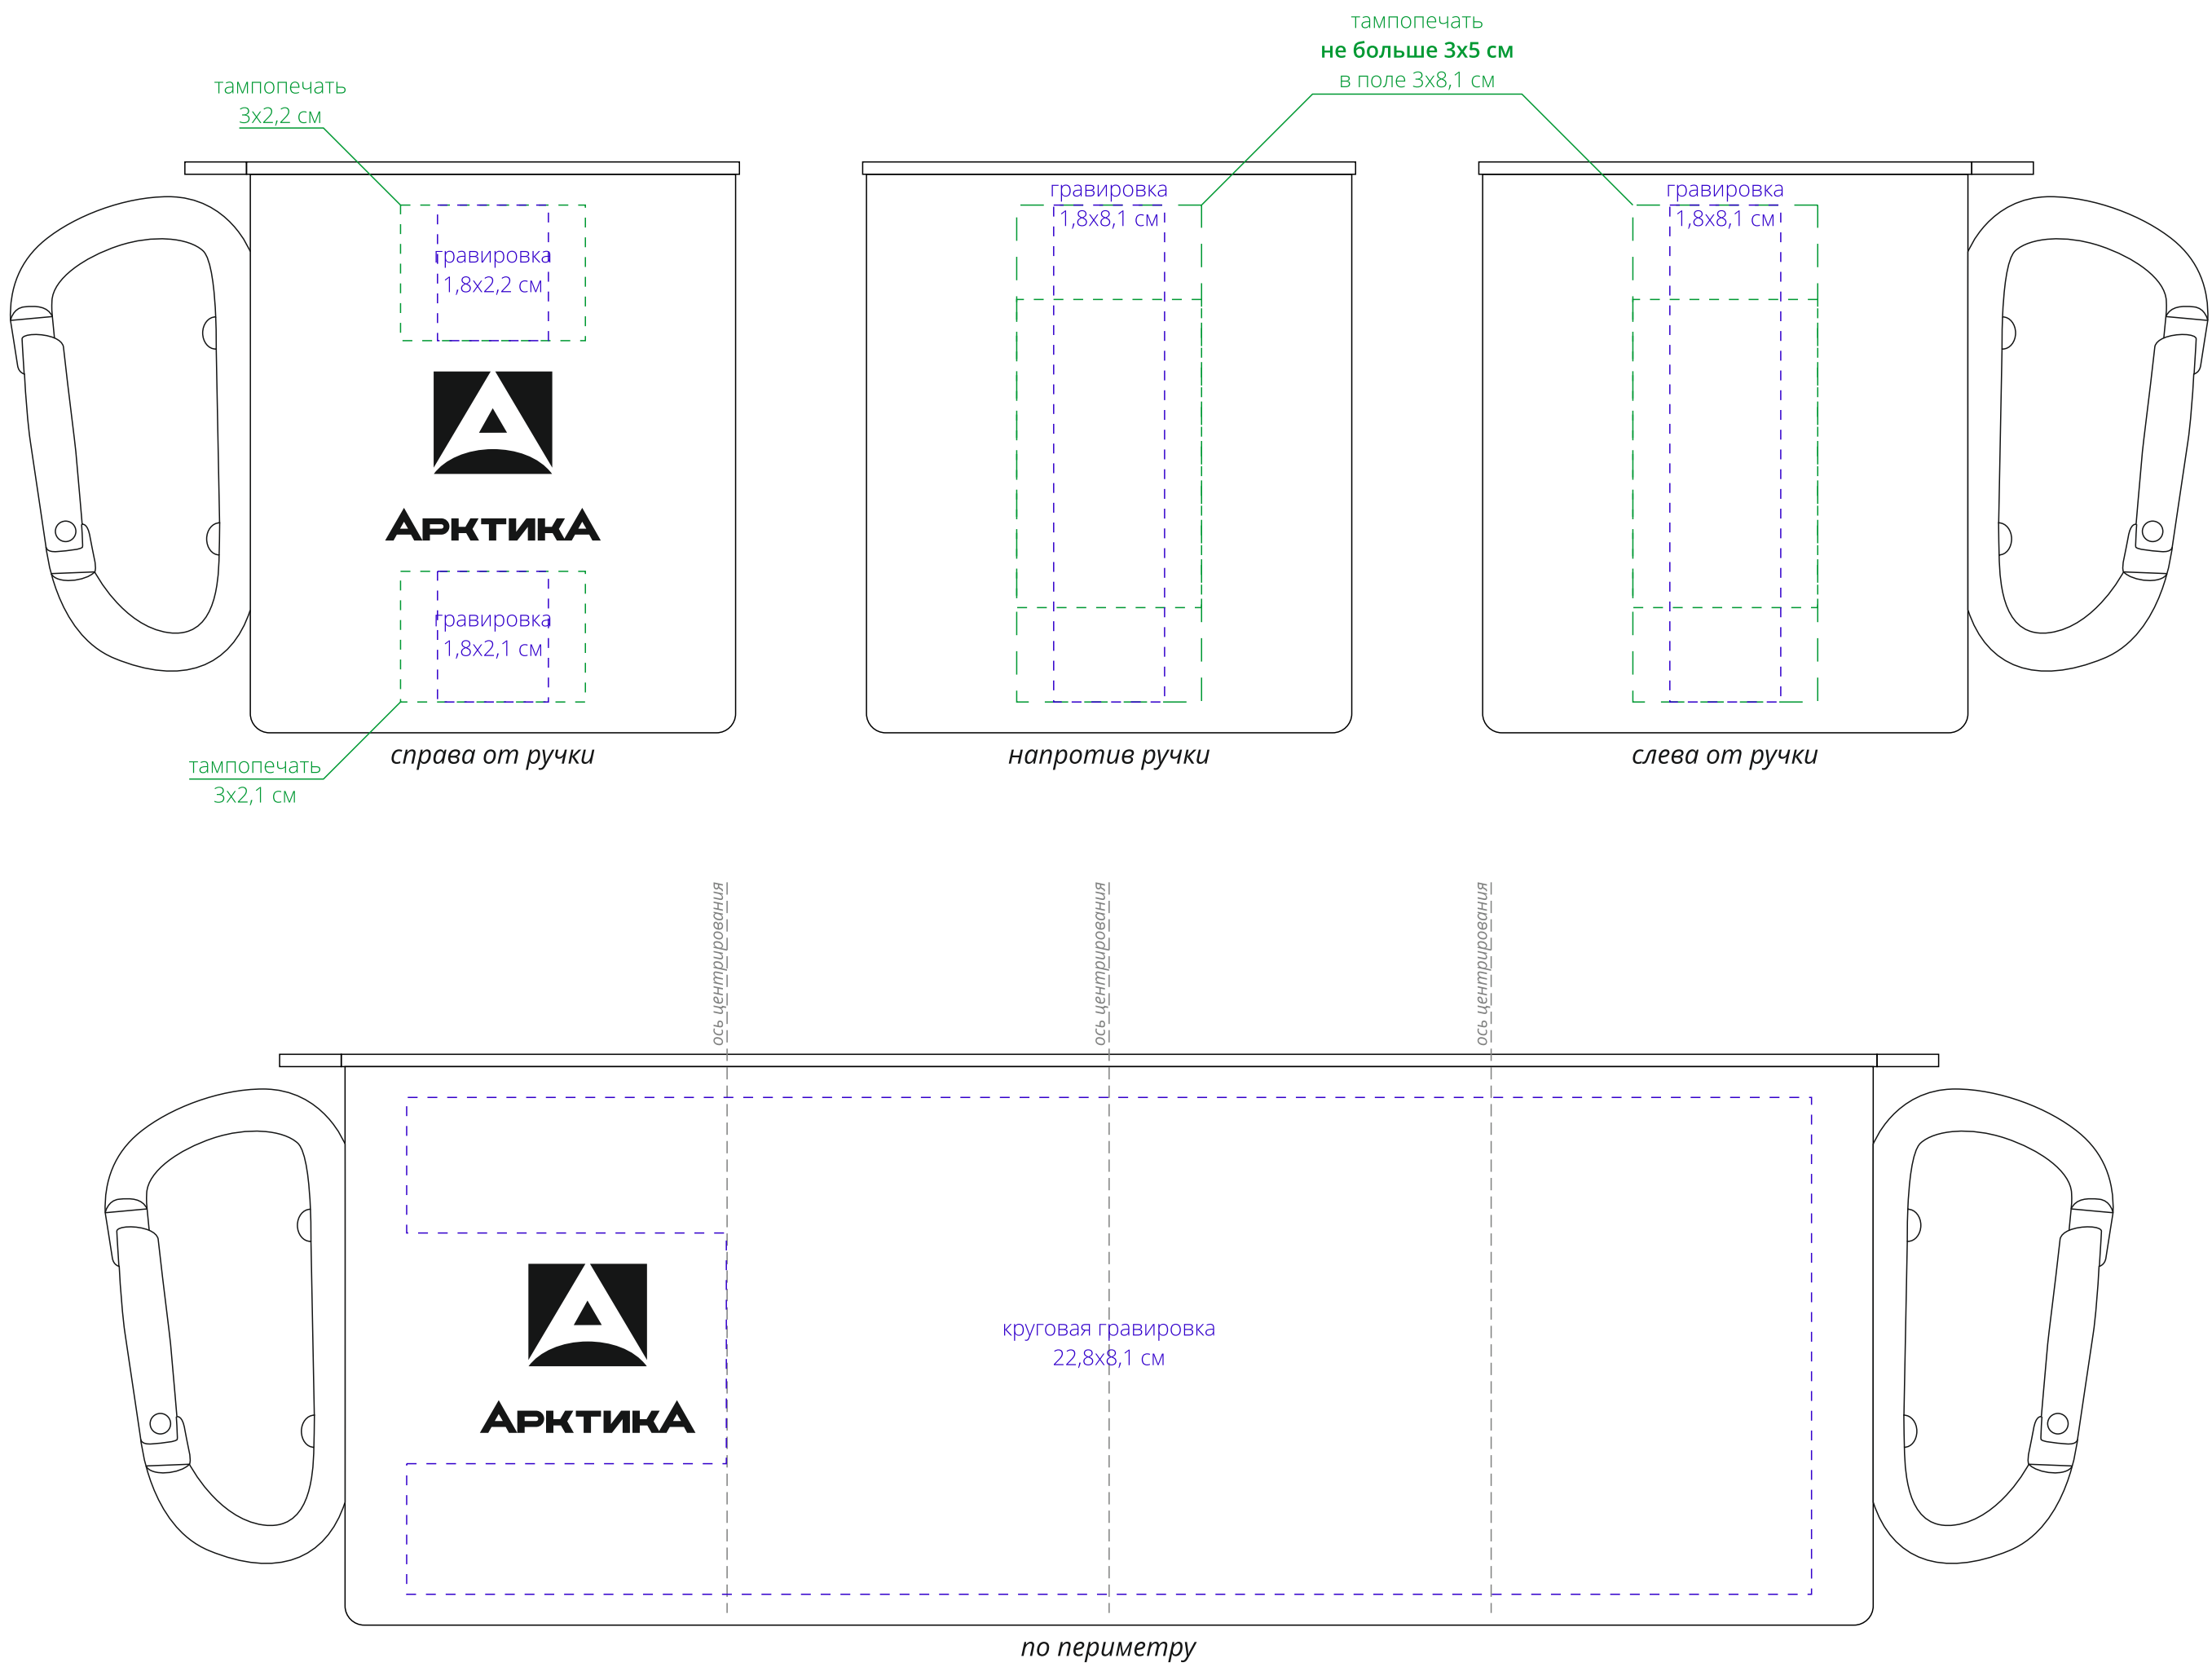 тампопечать
не больше 3х5 см
в поле 3х8,1 см
тампопечать
3х2,2 см
гравировка
1,8х2,2 см
АРКТИКА
гравировка
1,8х2,1 см
тампопечать
3х2,1 см
справа от ручки
гравировка
1,8х8,1 см
напротив ручки
гравировка
1,8х8,1 см
слева от ручки
ось центрирования
ось центрирования
ось центрирования
АРКТИКА
круговая гравировка
22,8х8,1 см
по периметру